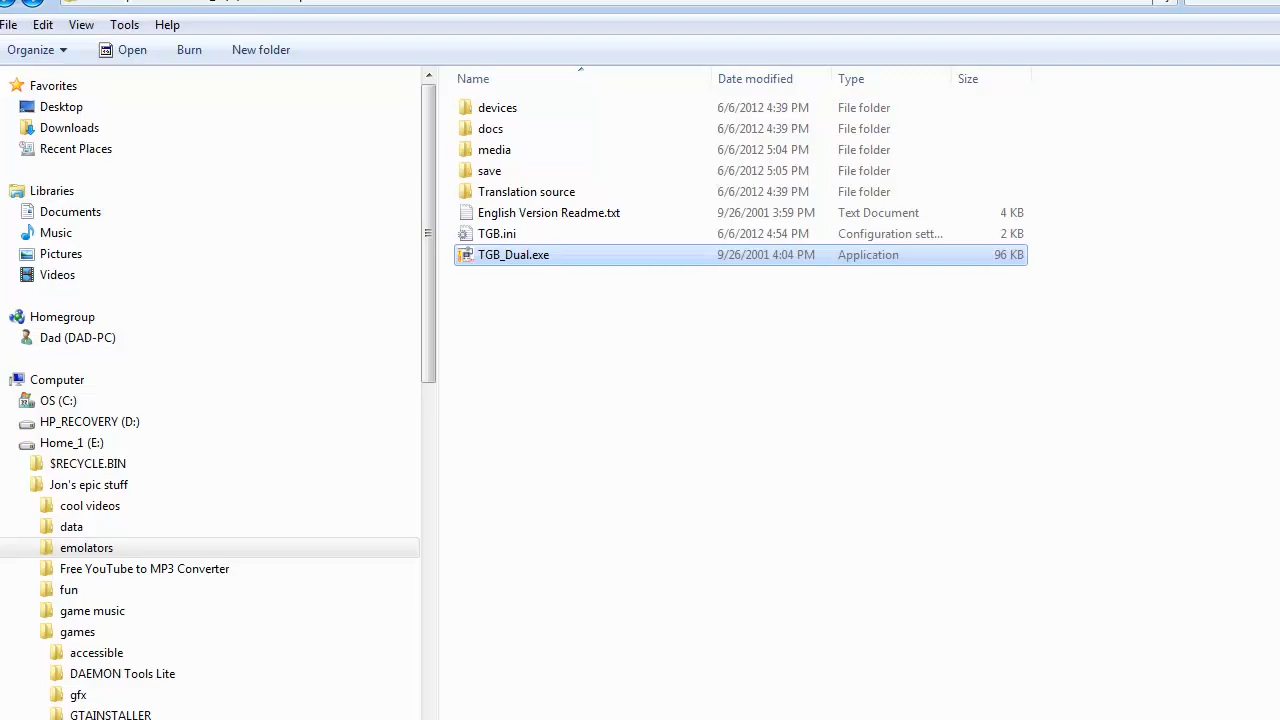 File Edit View Tools Help
Organize Open Burn New folder
Name Date modified Type Size
Favorites
Desktop
Downloads
Recent Places
Libraries
Documents
Music
Pictures
Videos
Homegroup
Dad (DAD-PC)
Computer
OS (C:)
HP_RECOVERY (D:)
Home_1 (E:)
$RECYCLE.BIN
Jon's epic stuff
cool videos
data
emolators
Free YouTube to MP3 Converter
fun
game music
games
accessible
DAEMON Tools Lite
gfx
GTAINSTALLER
devices 6/6/2012 4:39 PM File folder
docs 6/6/2012 4:39 PM File folder
media 6/6/2012 5:04 PM File folder
save 6/6/2012 5:05 PM File folder
Translation source 6/6/2012 4:39 PM File folder
English Version Readme.txt 9/26/2001 3:59 PM Text Document 4 KB
TGB.ini 6/6/2012 4:54 PM Configuration sett... 2 KB
TGB_Dual.exe 9/26/2001 4:04 PM Application 96 KB